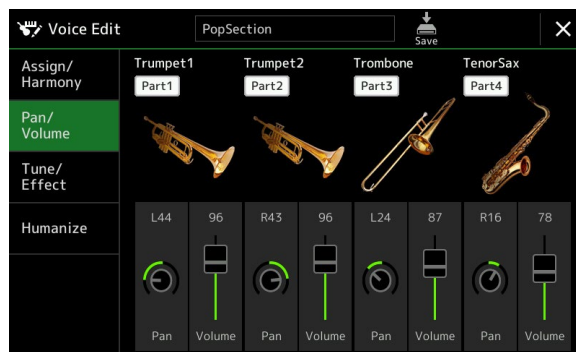 Voice Edit
PopSection
Save
Assign/
Harmony
Pan/
Volume
Tune/
Effect
Humanize
Trumpet1
Trumpet2
Trombone
TenorSax
Part1
Part2
Part3
Part4
L44
96
R43
96
L24
87
R16
78
Pan
Volume
Pan
Volume
Pan
Volume
Pan
Volume